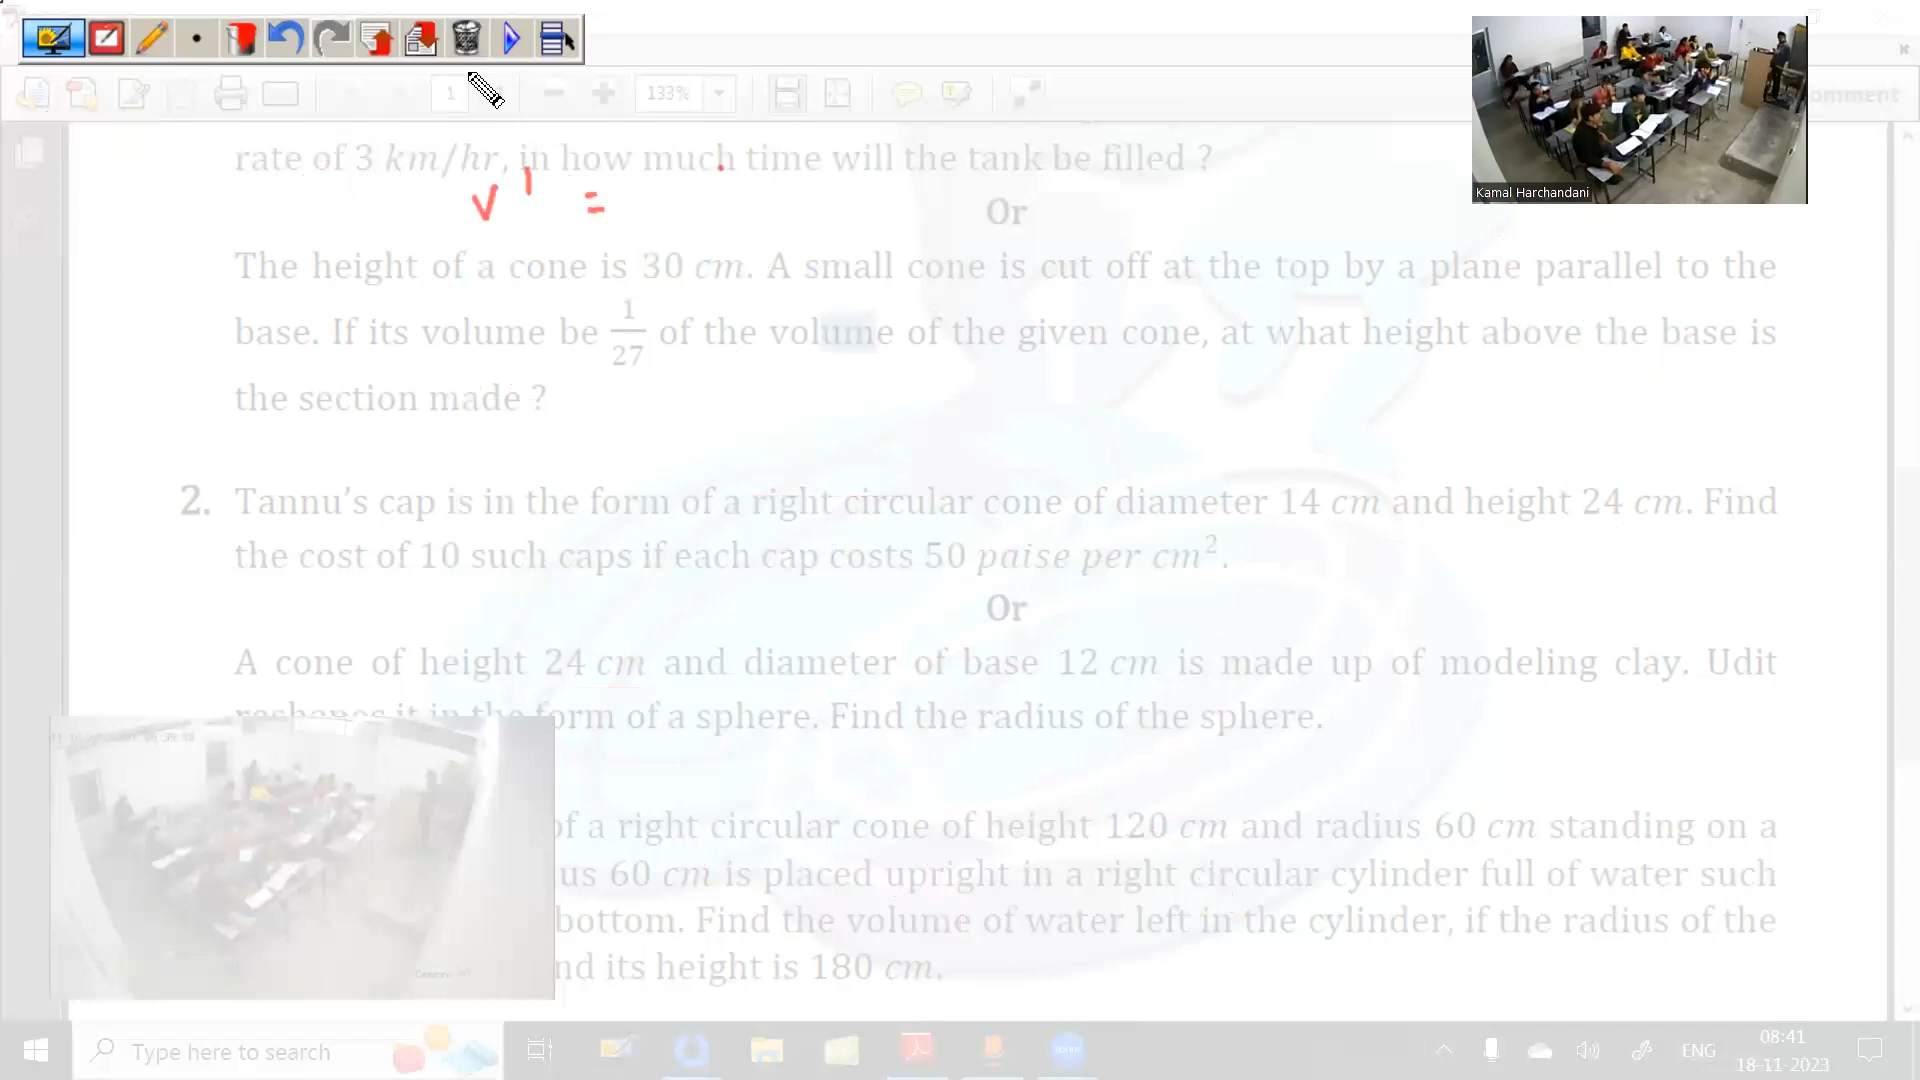 1
133%
Comment
rate of 3 km/hr, in how much time will the tank be filled ?
V' =
Or
The height of a cone is 30 cm. A small cone is cut off at the top by a plane parallel to the
base. If its volume be 1/27 of the volume of the given cone, at what height above the base is
the section made ?
2. Tannu’s cap is in the form of a right circular cone of diameter 14 cm and height 24 cm. Find
the cost of 10 such caps if each cap costs 50 paise per cm².
Or
A cone of height 24 cm and diameter of base 12 cm is made up of modeling clay. Udit
reshapes it in the form of a sphere. Find the radius of the sphere.
of a right circular cone of height 120 cm and radius 60 cm standing on a
us 60 cm is placed upright in a right circular cylinder full of water such
bottom. Find the volume of water left in the cylinder, if the radius of the
nd its height is 180 cm.
Kamal Harchandani
Type here to search
zoom
ENG
08:41
18-11-2023